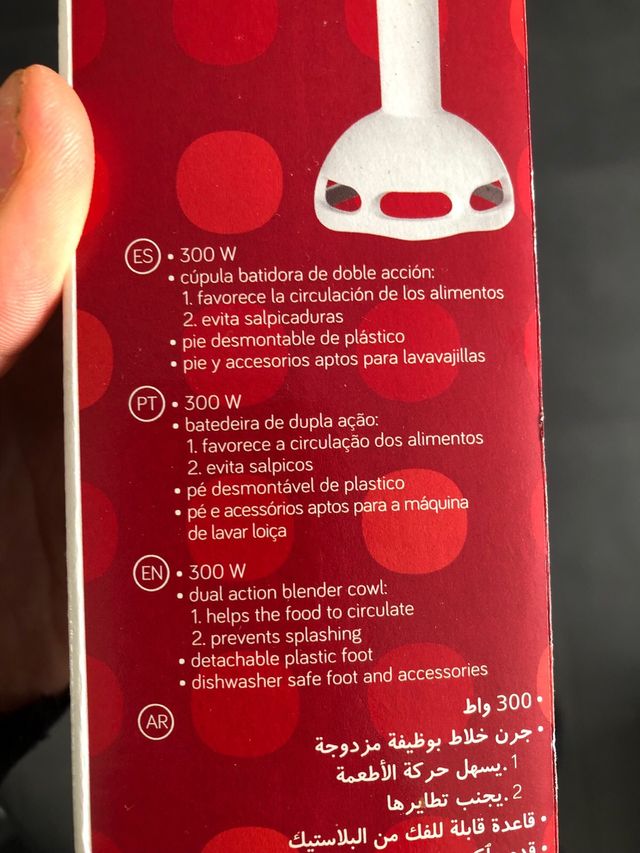 ES • 300 W
• cúpula batidora de doble acción:
1. favorece la circulación de los alimentos
2. evita salpicaduras
• pie desmontable de plástico
• pie y accesorios aptos para lavavajillas
PT • 300 W
• batedeira de dupla ação:
1. favorece a circulação dos alimentos
2. evita salpicos
• pé desmontável de plastico
• pé e acessórios aptos para a máquina
de lavar loiça
EN • 300 W
• dual action blender cowl:
1. helps the food to circulate
2. prevents splashing
• detachable plastic foot
• dishwasher safe foot and accessories
AR
• 300 واط
• جرن خلاط بوظيفة مزدوجة
1. يسهل حركة الأطعمة
2. يجنب تطايرها
• قاعدة قابلة للفك من البلاستيك